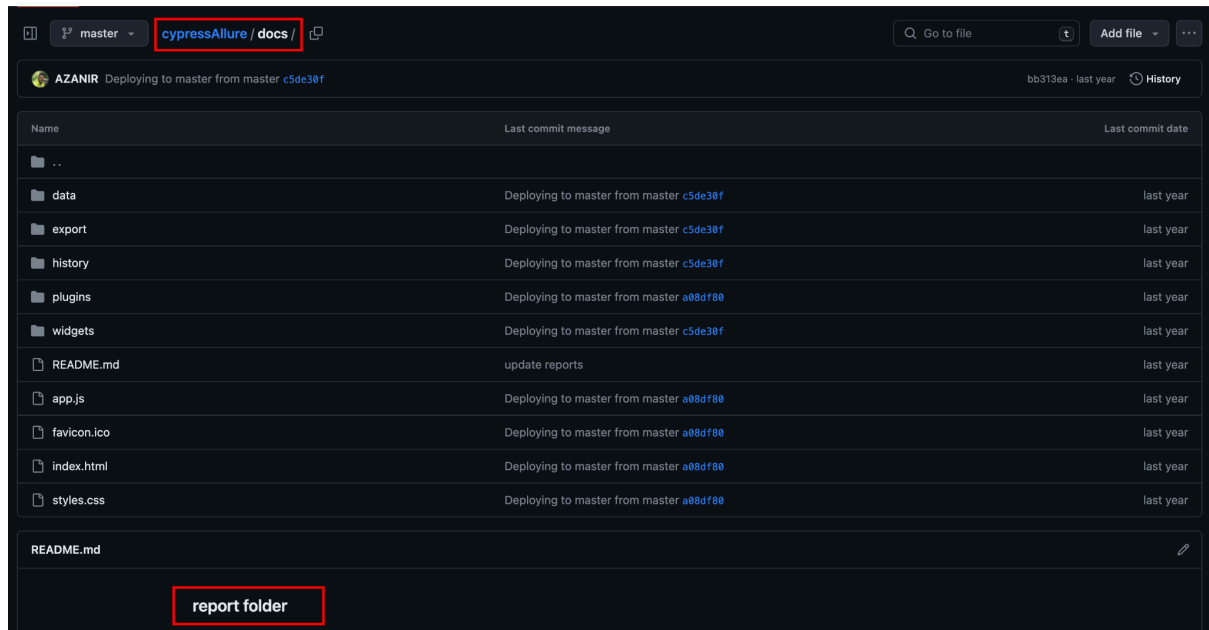 master cypressAllure / docs / Go to file t Add file
AZANIR Deploying to master from master c5de30f bb313ea · last year History
Name Last commit message Last commit date
..
data Deploying to master from master c5de30f last year
export Deploying to master from master c5de30f last year
history Deploying to master from master c5de30f last year
plugins Deploying to master from master a08df80 last year
widgets Deploying to master from master c5de30f last year
README.md update reports last year
app.js Deploying to master from master a08df80 last year
favicon.ico Deploying to master from master a08df80 last year
index.html Deploying to master from master a08df80 last year
styles.css Deploying to master from master a08df80 last year
README.md
report folder